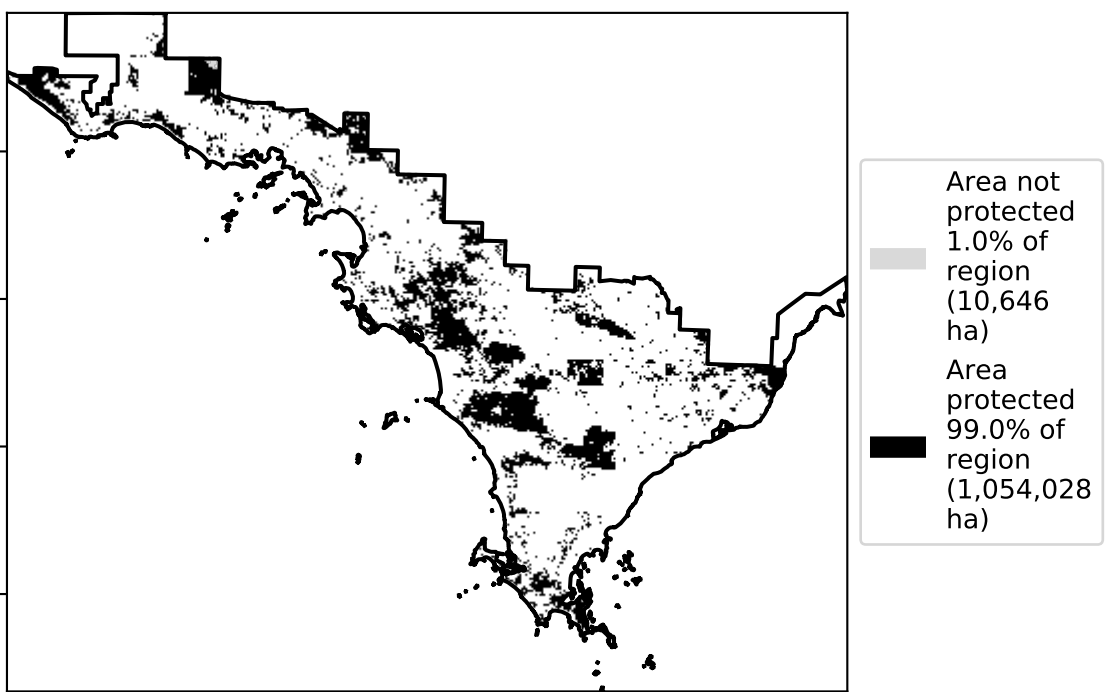 Area not
protected
1.0% of
region
(10,646
ha)
Area
protected
99.0% of
region
(1,054,028
ha)